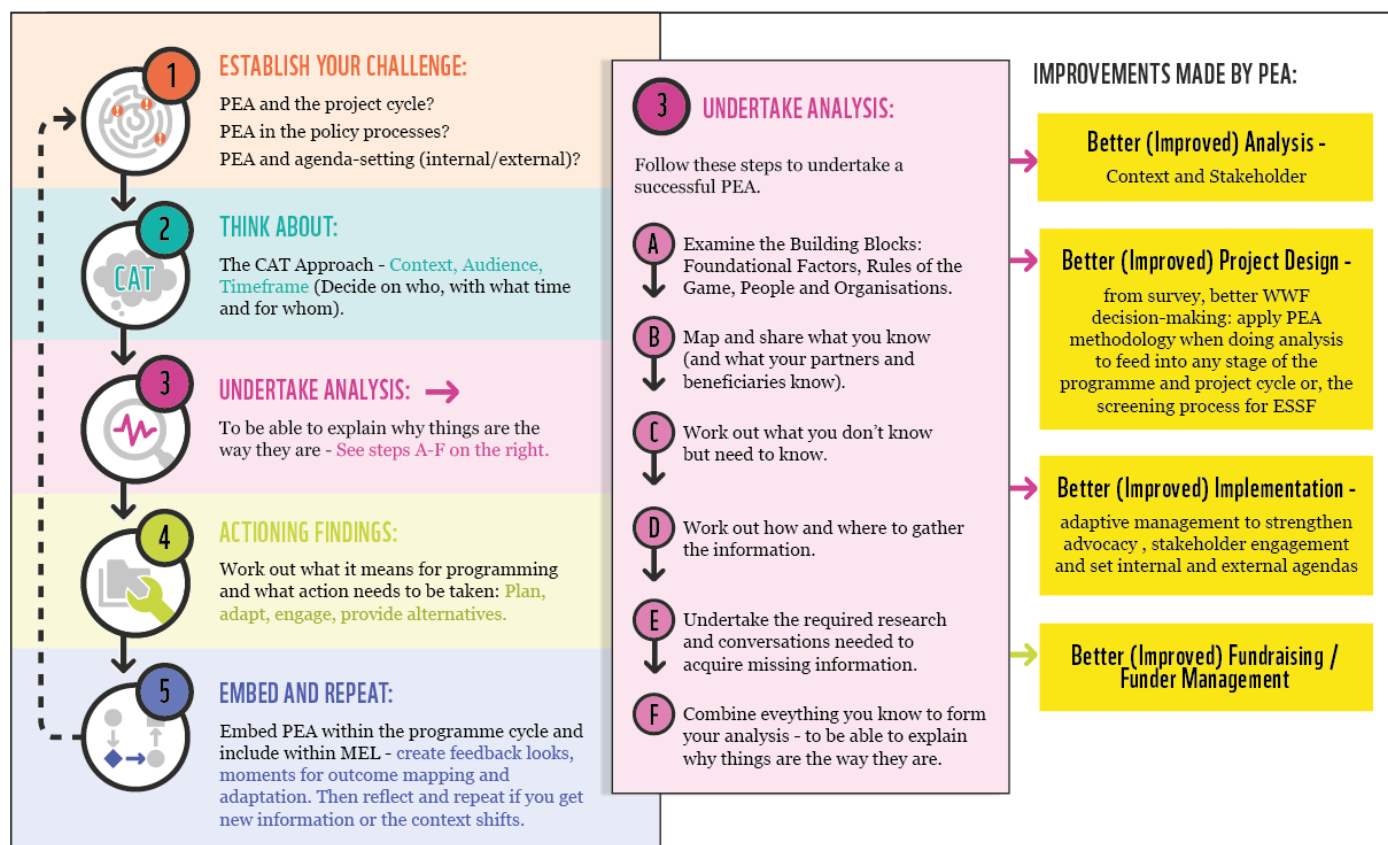 1
ESTABLISH YOUR CHALLENGE:
PEA and the project cycle?
PEA in the policy processes?
PEA and agenda-setting (internal/external)?
2
CAT
THINK ABOUT:
The CAT Approach - Context, Audience,
Timeframe (Decide on who, with what time
and for whom).
3
UNDERTAKE ANALYSIS:
To be able to explain why things are the
way they are - See steps A-F on the right.
4
ACTIONING FINDINGS:
Work out what it means for programming
and what action needs to be taken: Plan,
adapt, engage, provide alternatives.
5
EMBED AND REPEAT:
Embed PEA within the programme cycle and
include within MEL - create feedback looks,
moments for outcome mapping and
adaptation. Then reflect and repeat if you get
new information or the context shifts.
3
UNDERTAKE ANALYSIS:
Follow these steps to undertake a
successful PEA.
A
Examine the Building Blocks:
Foundational Factors, Rules of the
Game, People and Organisations.
B
Map and share what you know
(and what your partners and
beneficiaries know).
C
Work out what you don't know
but need to know.
D
Work out how and where to gather
the information.
E
Undertake the required research
and conversations needed to
acquire missing information.
F
Combine eveything you know to form
your analysis - to be able to explain
why things are the way they are.
IMPROVEMENTS MADE BY PEA:
Better (Improved) Analysis -
Context and Stakeholder
Better (Improved) Project Design -
from survey, better WWF
decision-making: apply PEA
methodology when doing analysis
to feed into any stage of the
programme and project cycle or, the
screening process for ESSF
Better (Improved) Implementation -
adaptive management to strengthen
advocacy , stakeholder engagement
and set internal and external agendas
Better (Improved) Fundraising /
Funder Management